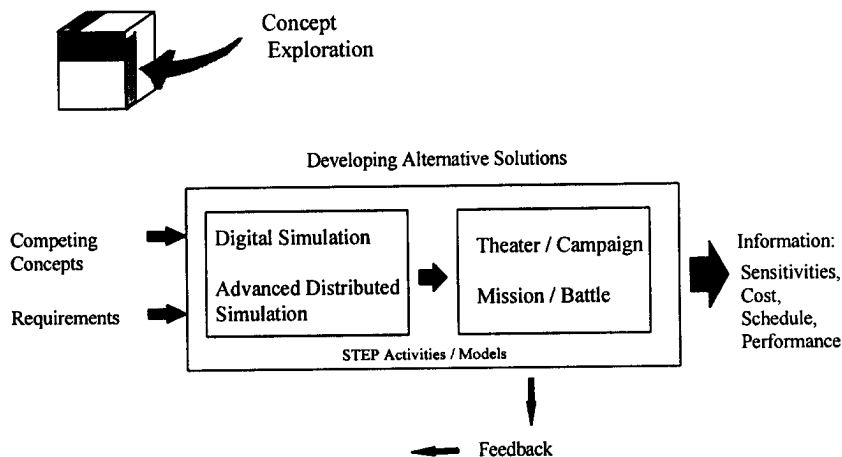 Concept
Exploration
Developing Alternative Solutions
Competing
Concepts
Requirements
Digital Simulation
Advanced Distributed
Simulation
Theater / Campaign
Mission / Battle
STEP Activities / Models
Information:
Sensitivities,
Cost,
Schedule,
Performance
Feedback